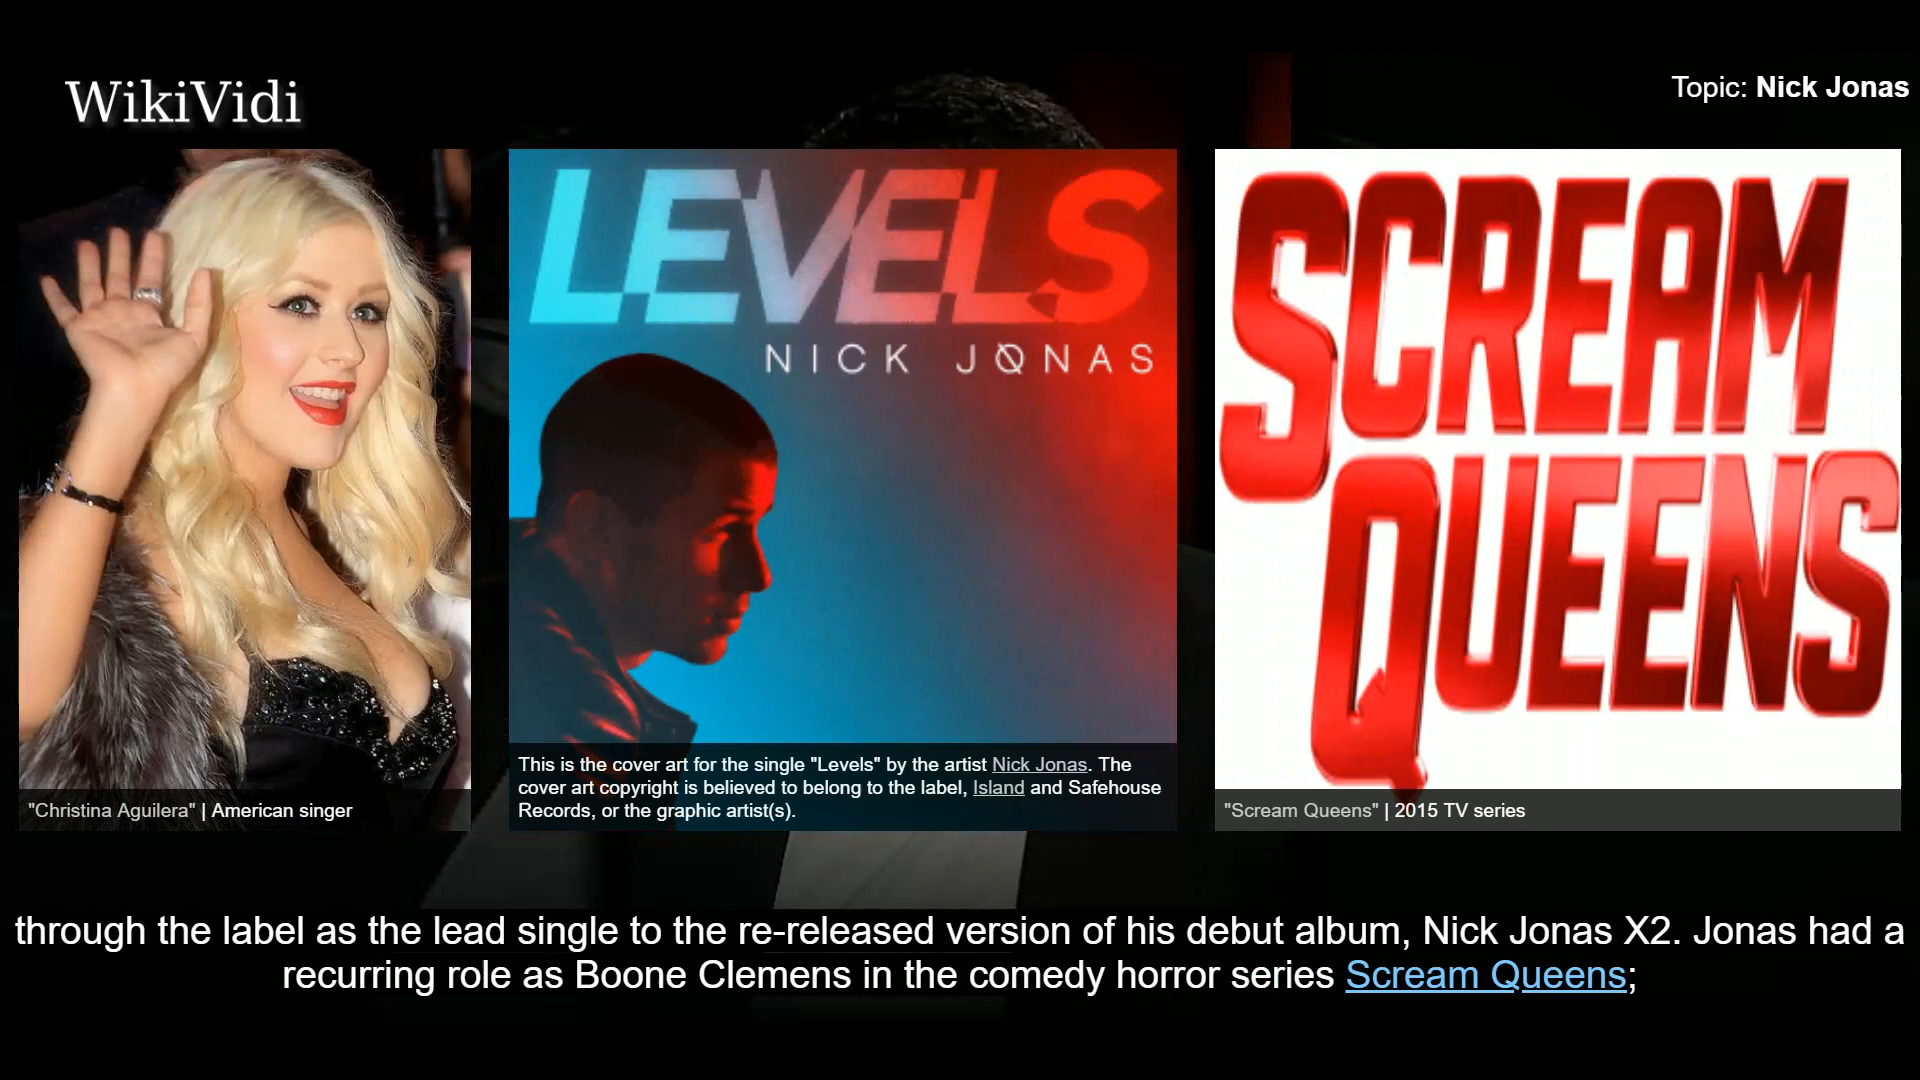 WikiVidi
Topic: Nick Jonas
LEVELS
NICK JONAS
This is the cover art for the single "Levels" by the artist Nick Jonas. The
cover art copyright is believed to belong to the label, Island and Safehouse
Records, or the graphic artist(s).
SCREAM
QUEENS
"Christina Aguilera" | American singer
"Scream Queens" | 2015 TV series
through the label as the lead single to the re-released version of his debut album, Nick Jonas X2. Jonas had a
recurring role as Boone Clemens in the comedy horror series Scream Queens;